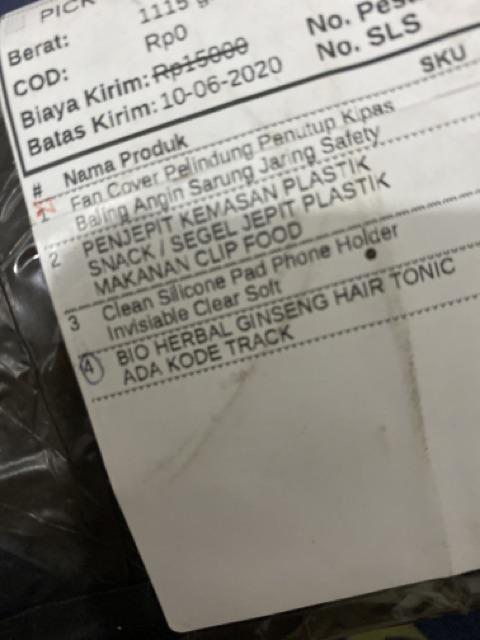 PICK
Berat: 1115
COD: Rp0
Biaya Kirim: Rp15000
Batas Kirim: 10-06-2020
No. Pes
No. SLS
# Nama Produk SKU
1 Fan Cover Pelindung Penutup Kipas
Baling Angin Sarung Jaring Safety
2 PENJEPIT KEMASAN PLASTIK
SNACK / SEGEL JEPIT PLASTIK
MAKANAN CLIP FOOD
3 Clean Silicone Pad Phone Holder
Invisiable Clear Soft
4 BIO HERBAL GINSENG HAIR TONIC
ADA KODE TRACK